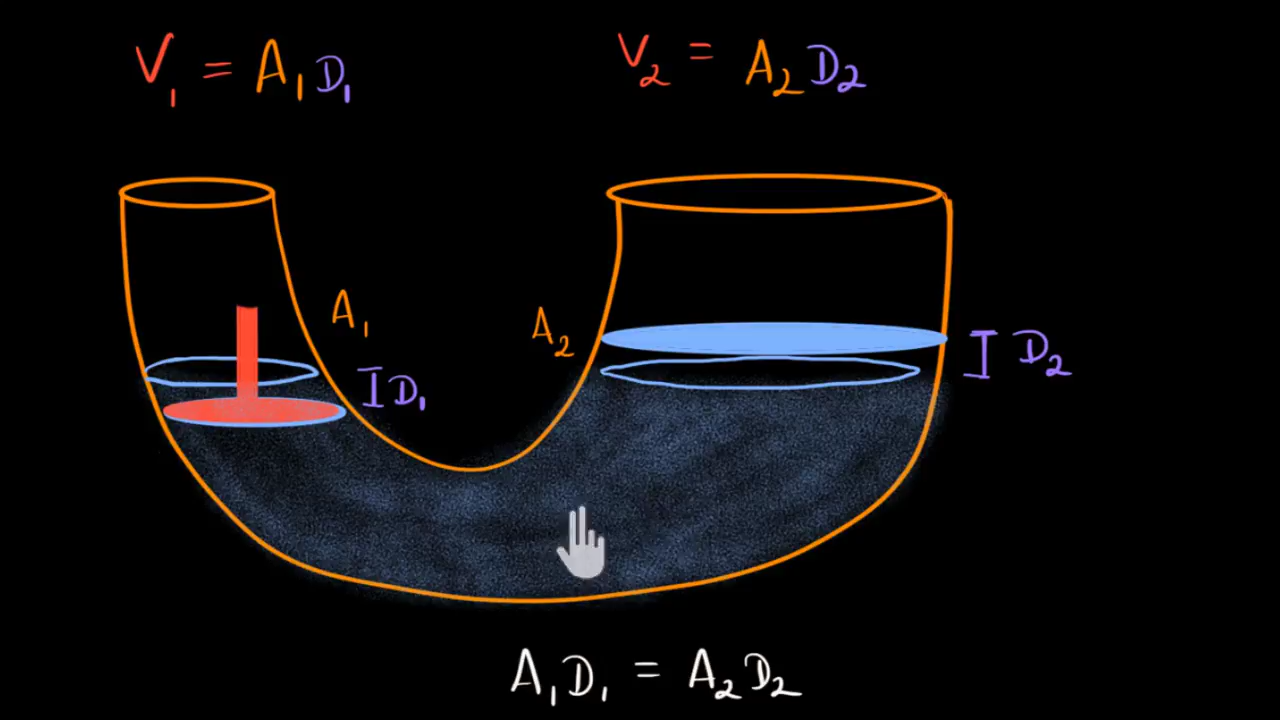 V₁ = A₁D₁
V₂ = A₂D₂
A₁
A₂
D₁
D₂
A₁D₁ = A₂D₂